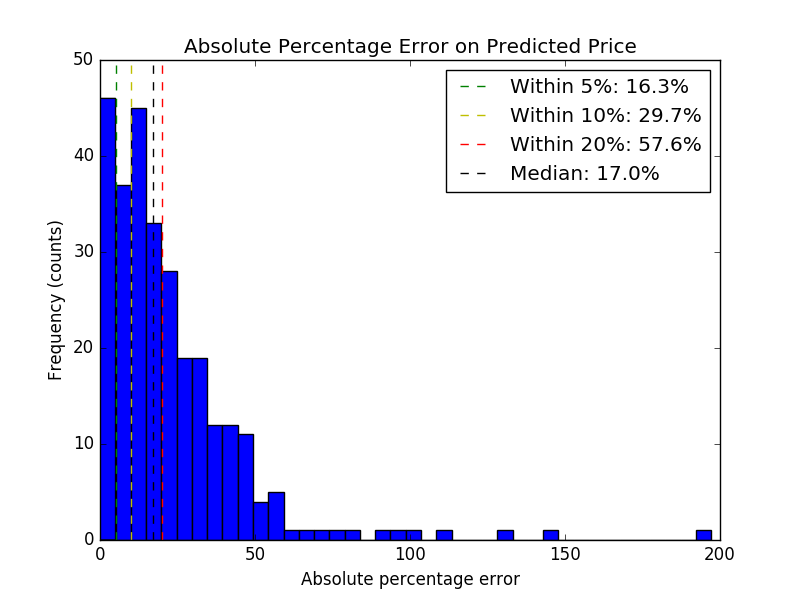 Absolute Percentage Error on Predicted Price
50
40
30
20
10
0
Frequency (counts)
Within 5%: 16.3%
Within 10%: 29.7%
Within 20%: 57.6%
Median: 17.0%
0 50 100 150 200
Absolute percentage error